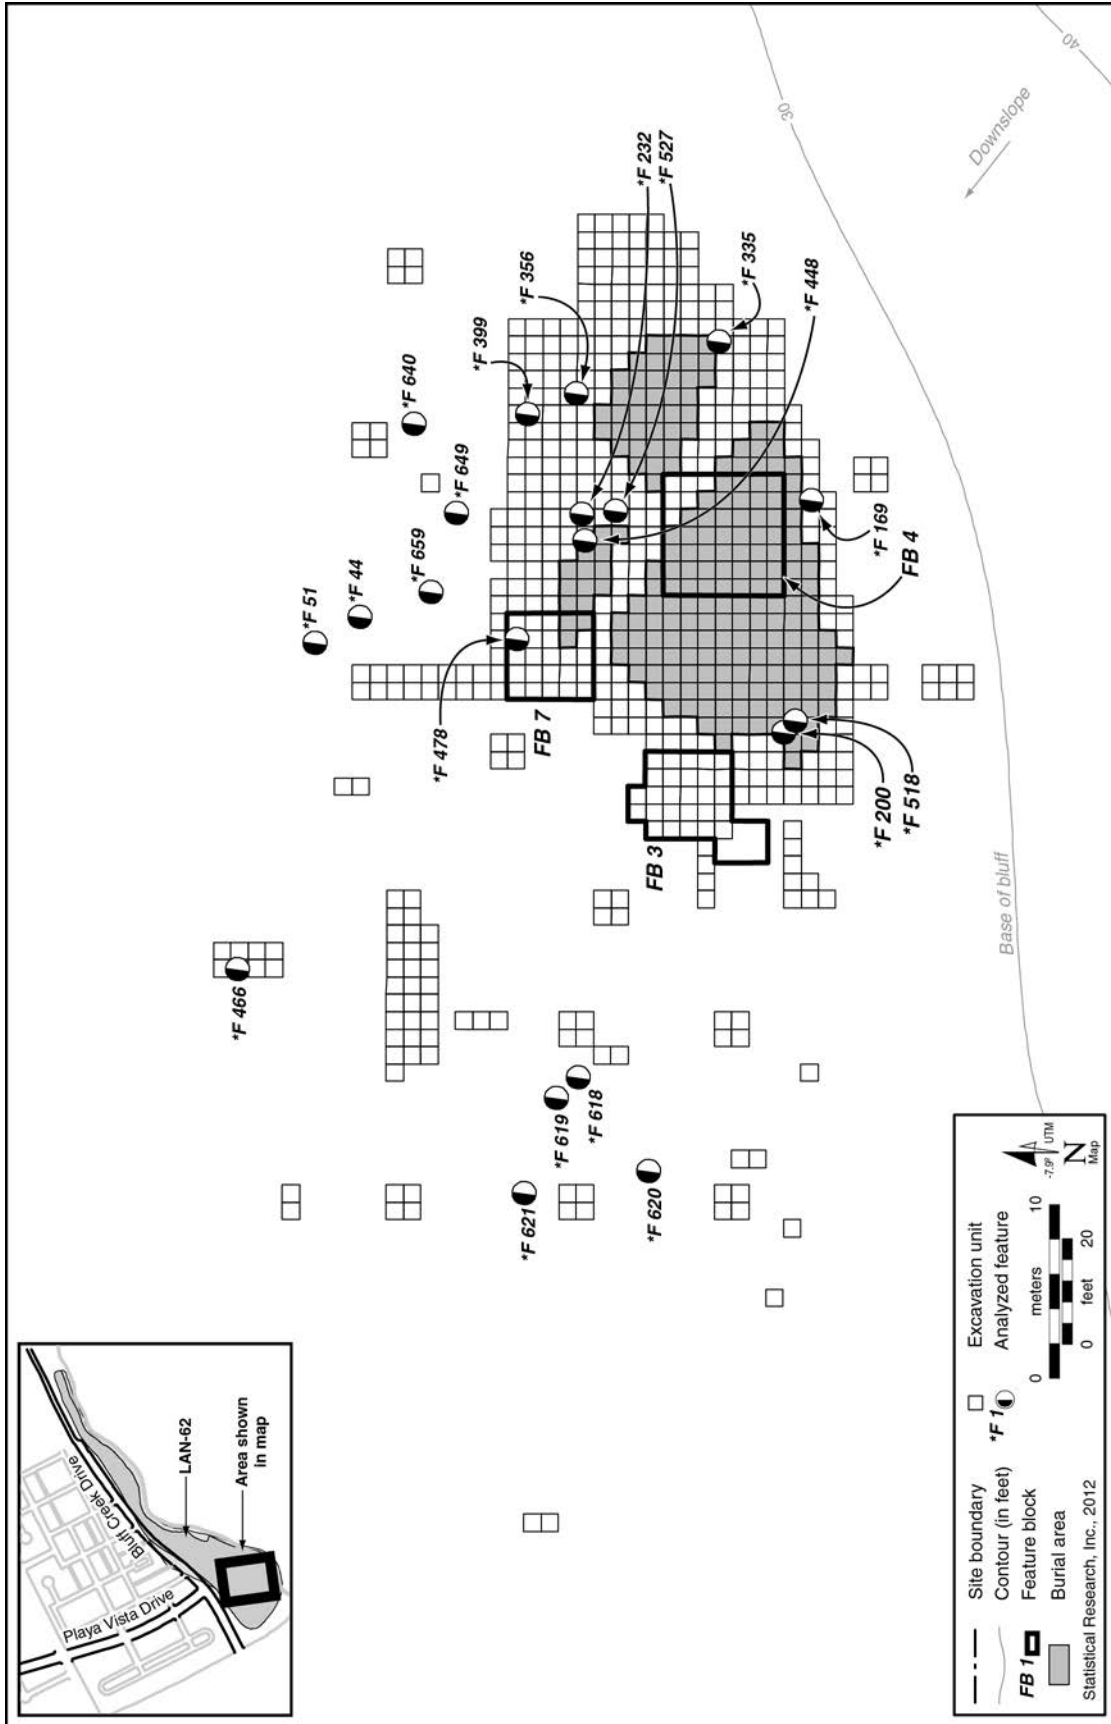 Playa Vista Drive
Bluff Creek Drive
LAN-62
Area shown
in map
*F 466
*F 51
*F 44
*F 659
*F 649
*F 640
*F 399
*F 356
*F 232
*F 527
*F 478
FB 7
*F 621
*F 619
*F 618
*F 620
FB 3
*F 335
*F 448
*F 169
FB 4
*F 200
*F 518
30
40
Downslope
Base of bluff
Site boundary
Contour (in feet)
FB 1 Feature block
Burial area
Excavation unit
*F 1 Analyzed feature
0 meters 10
0 feet 20
-7.9º UTM
N
Map
Statistical Research, Inc., 2012